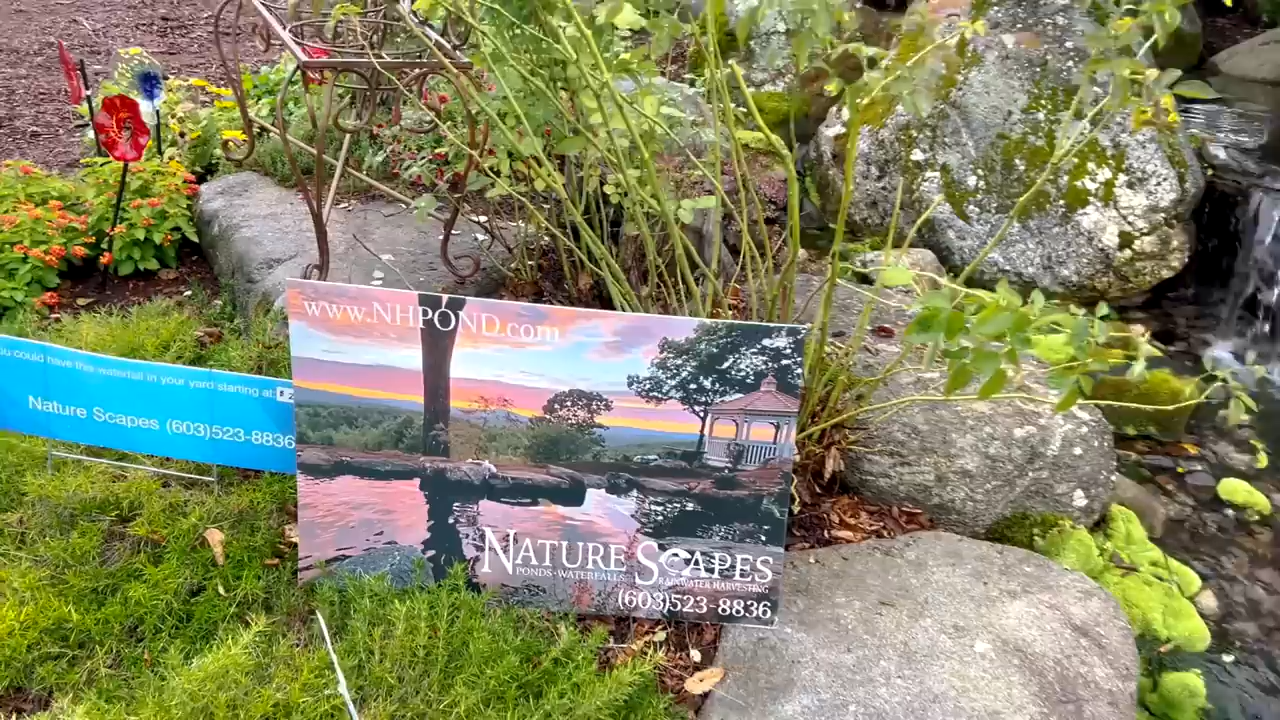 ou could have this waterfall in your yard starting at:
Nature Scapes (603)523-8836
www.NHPOND.com
NATURE SCAPES
PONDS·WATERFALLS
RAINWATER HARVESTING
(603)523-8836